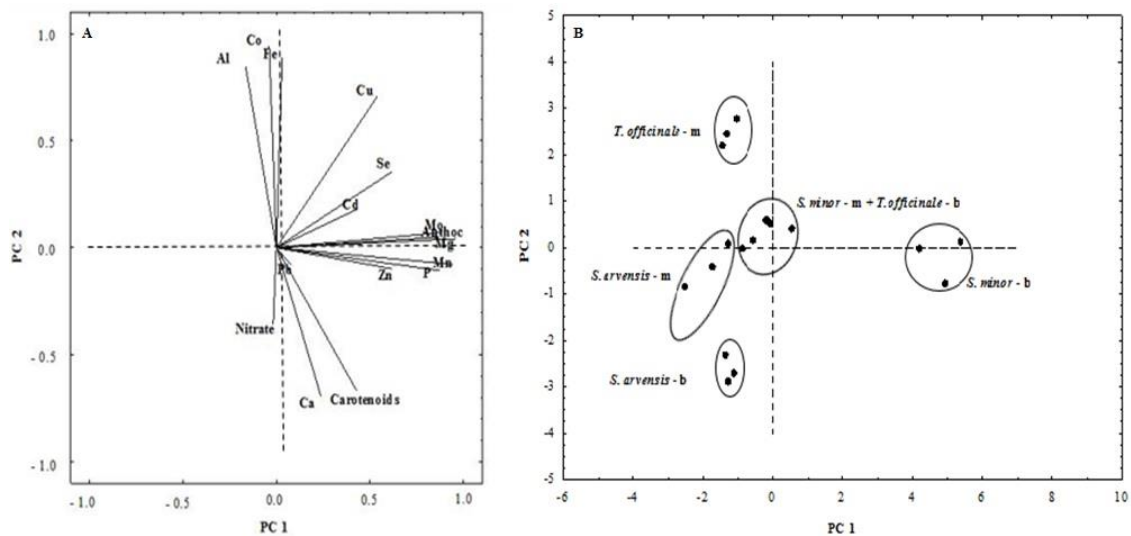 A
1.0
0.5
0.0
- 0.5
- 1.0
PC 2
Co
Fe
Al
Cu
Se
Cd
Mo
Anthoc
Mg
Mn
Pb
Zn
P
Nitrate
Ca
Carotenoids
- 1.0
- 0.5
0.0
0.5
1.0
PC 1
B
5
4
3
2
1
0
-1
-2
-3
-4
-5
PC 2
T. officinale - m
S. minor - m + T. officinale - b
S. arvensis - m
S. minor - b
S. arvensis - b
-6
-4
-2
0
2
4
6
8
10
PC 1